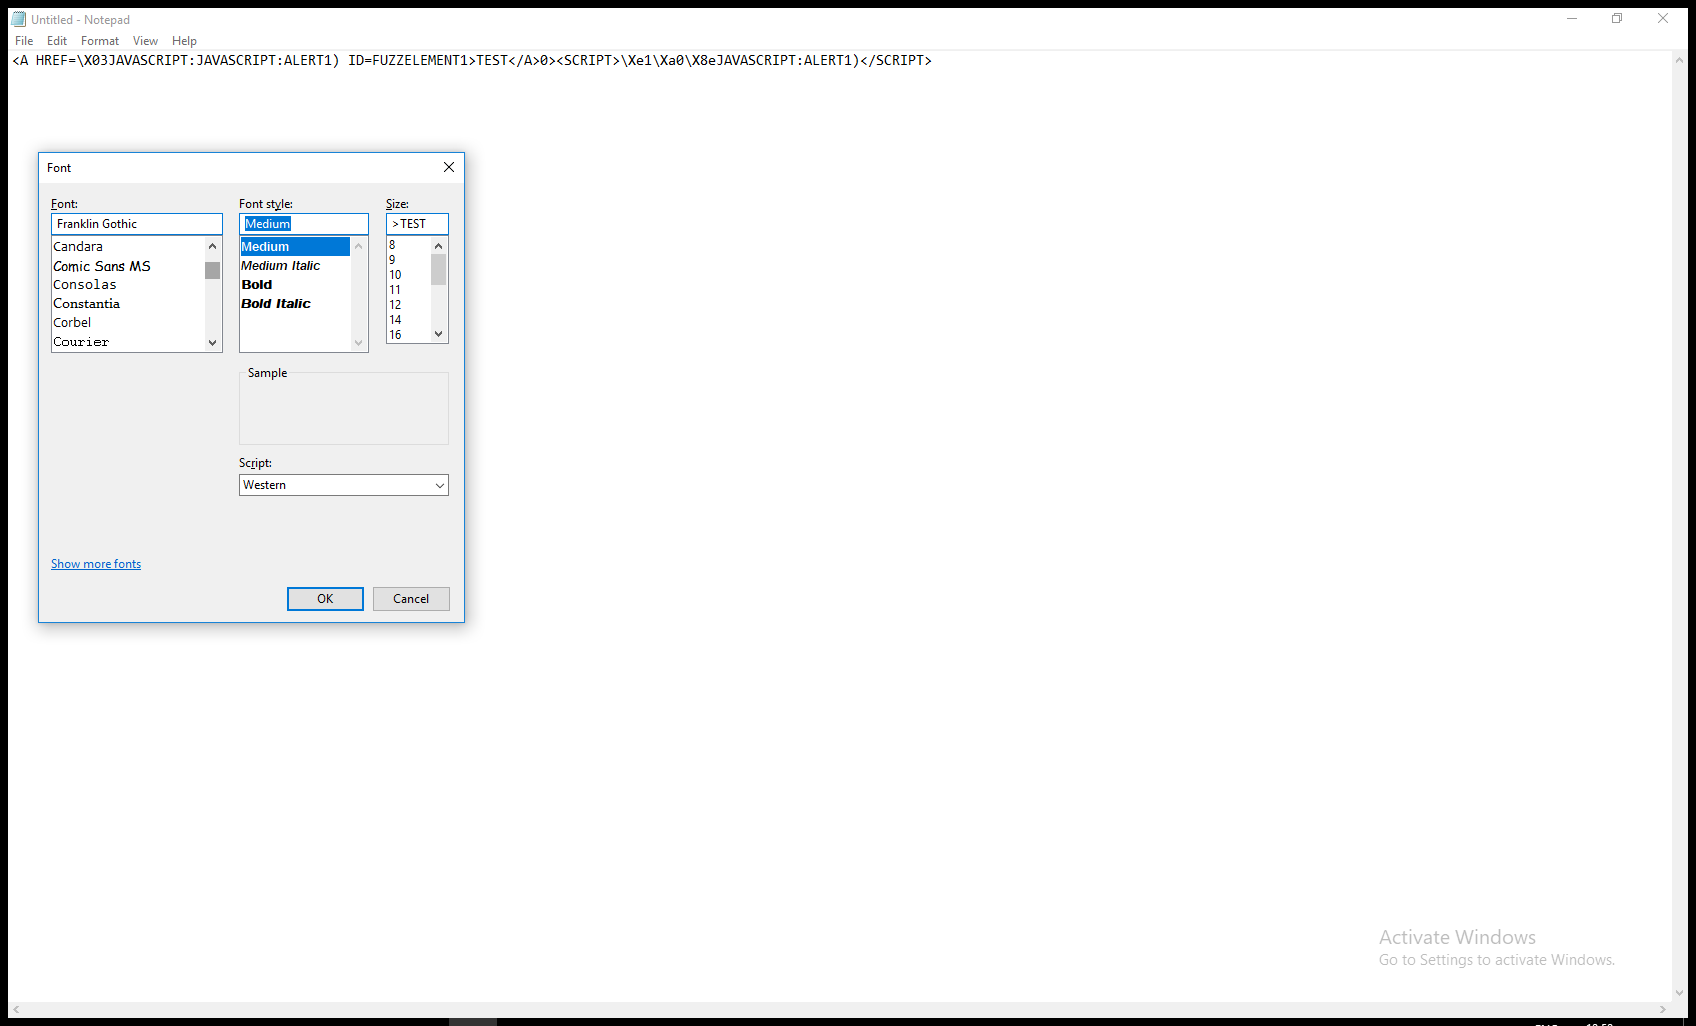 Untitled - Notepad
File Edit Format View Help
<A HREF=\X03JAVASCRIPT:JAVASCRIPT:ALERT1) ID=FUZZELEMENT1>TEST</A>0><SCRIPT>\Xe1\Xa0\X8eJAVASCRIPT:ALERT1)</SCRIPT>
Font
Font: Font style: Size:
Franklin Gothic Medium >TEST
Candara
Comic Sans MS
Consolas
Constantia
Corbel
Courier
Medium
Medium Italic
Bold
Bold Italic
8
9
10
11
12
14
16
Sample
Script:
Western
Show more fonts
OK Cancel
Activate Windows
Go to Settings to activate Windows.